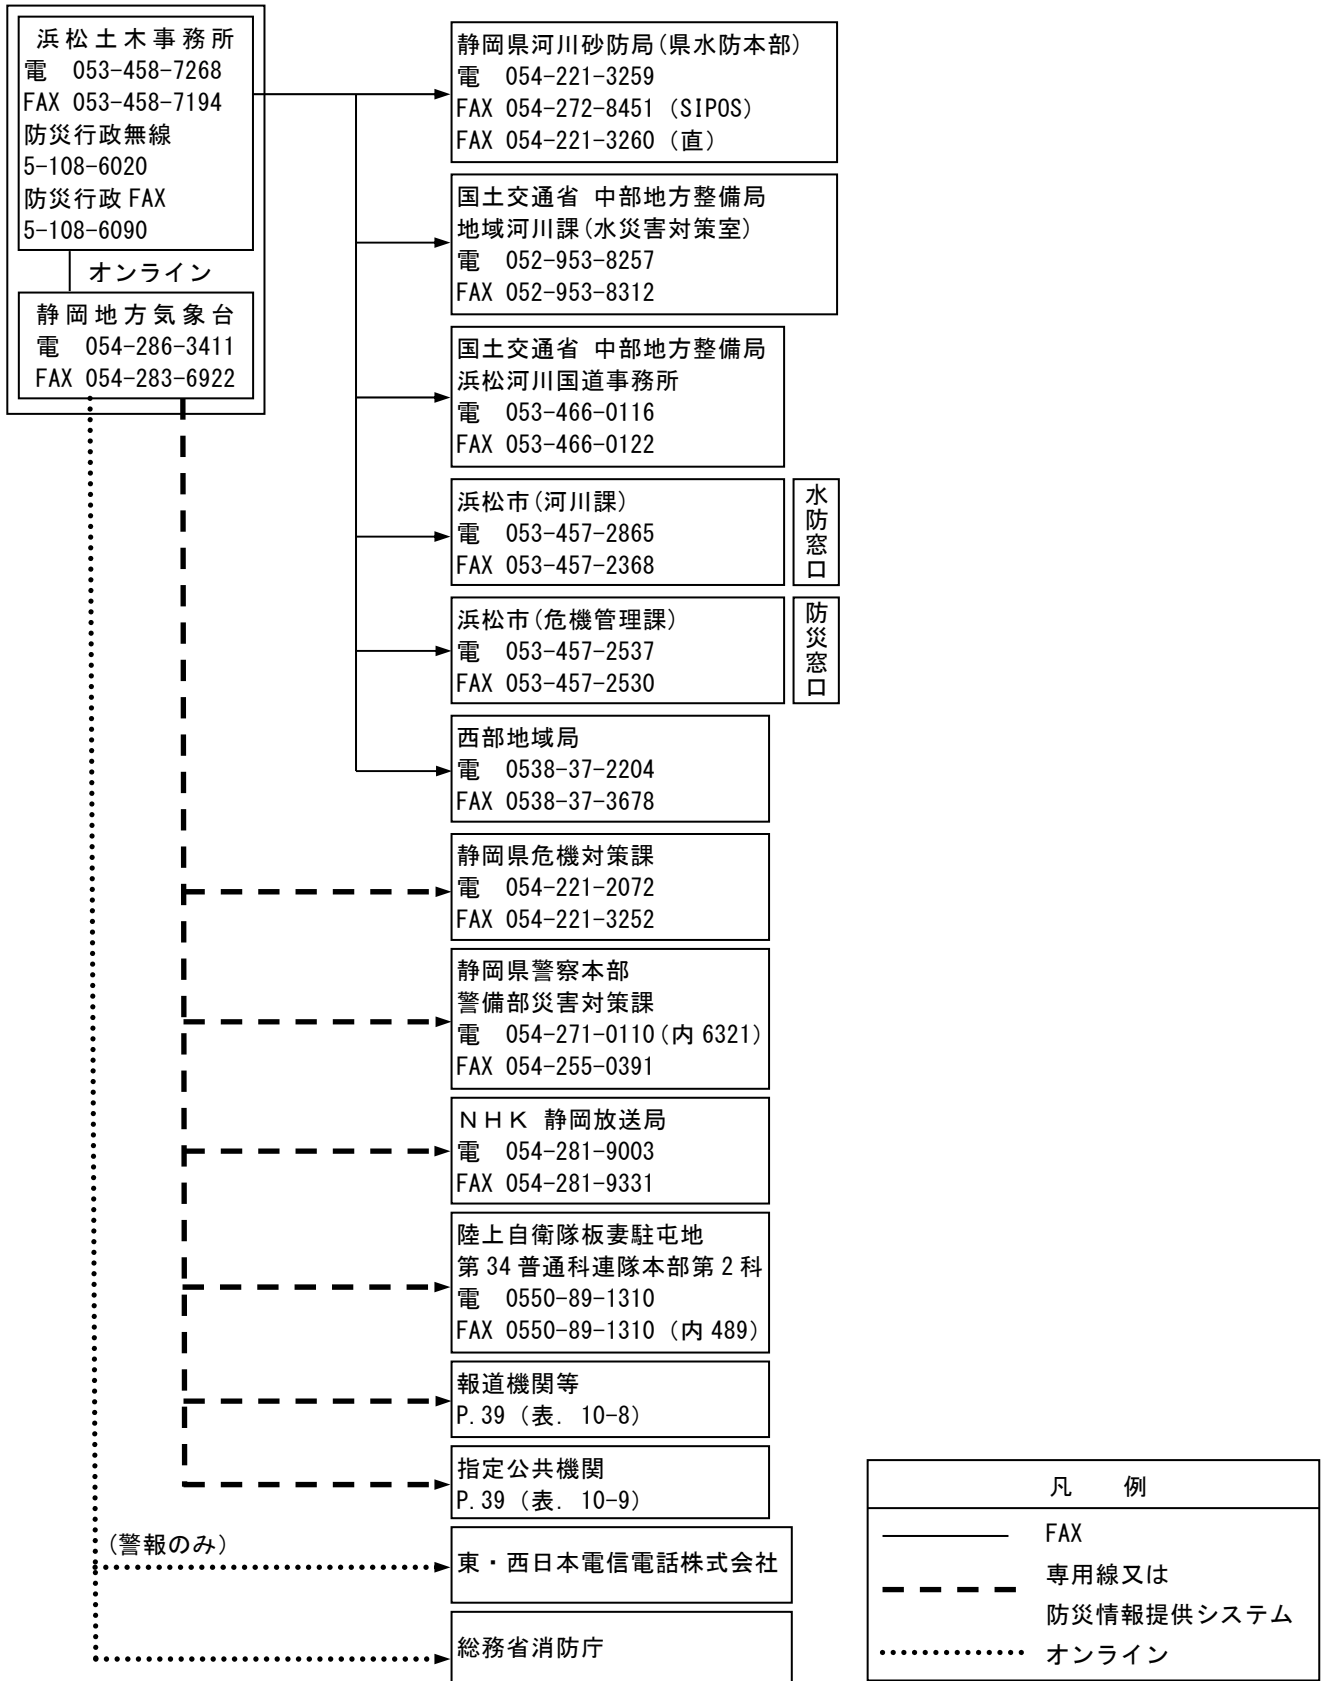 浜松土木事務所
電　053-458-7268
FAX 053-458-7194
防災行政無線
5-108-6020
防災行政 FAX
5-108-6090
オンライン
静岡地方気象台
電　054-286-3411
FAX 054-283-6922
静岡県河川砂防局(県水防本部)
電　054-221-3259
FAX 054-272-8451（SIPOS）
FAX 054-221-3260（直）
国土交通省 中部地方整備局
地域河川課(水災害対策室)
電　052-953-8257
FAX 052-953-8312
国土交通省 中部地方整備局
浜松河川国道事務所
電　053-466-0116
FAX 053-466-0122
浜松市(河川課)
電　053-457-2865
FAX 053-457-2368
水防窓口
浜松市(危機管理課)
電　053-457-2537
FAX 053-457-2530
防災窓口
西部地域局
電　0538-37-2204
FAX 0538-37-3678
静岡県危機対策課
電　054-221-2072
FAX 054-221-3252
静岡県警察本部
警備部災害対策課
電　054-271-0110(内 6321)
FAX 054-255-0391
ＮＨＫ 静岡放送局
電　054-281-9003
FAX 054-281-9331
陸上自衛隊板妻駐屯地
第 34 普通科連隊本部第 2 科
電　0550-89-1310
FAX 0550-89-1310（内 489）
報道機関等
P.39（表. 10-8）
指定公共機関
P.39（表. 10-9）
(警報のみ)
東・西日本電信電話株式会社
総務省消防庁
凡　例
FAX
専用線又は
防災情報提供システム
オンライン